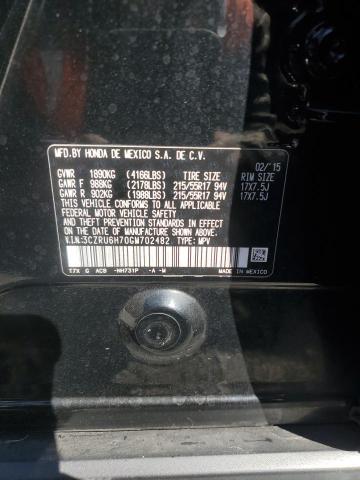 MFD.BY HONDA DE MEXICO S.A. DE C.V.
02/'15
GVWR 1890KG (4166LBS) TIRE SIZE RIM SIZE
GAWR F 988KG (2178LBS) 215/55R17 94V 17X7.5J
GAWR R 902KG (1988LBS) 215/55R17 94V 17X7.5J
THIS VEHICLE CONFORMS TO ALL APPLICABLE
FEDERAL MOTOR VEHICLE SAFETY AND
THEFT PREVENTION STANDARDS IN EFFECT ON
THE DATE OF MANUFACTURE SHOWN ABOVE.
V.I.N:3CZRU6H70GM702482 TYPE: MPV
T7X G ACB -NH731P -A -M MADE IN MEXICO